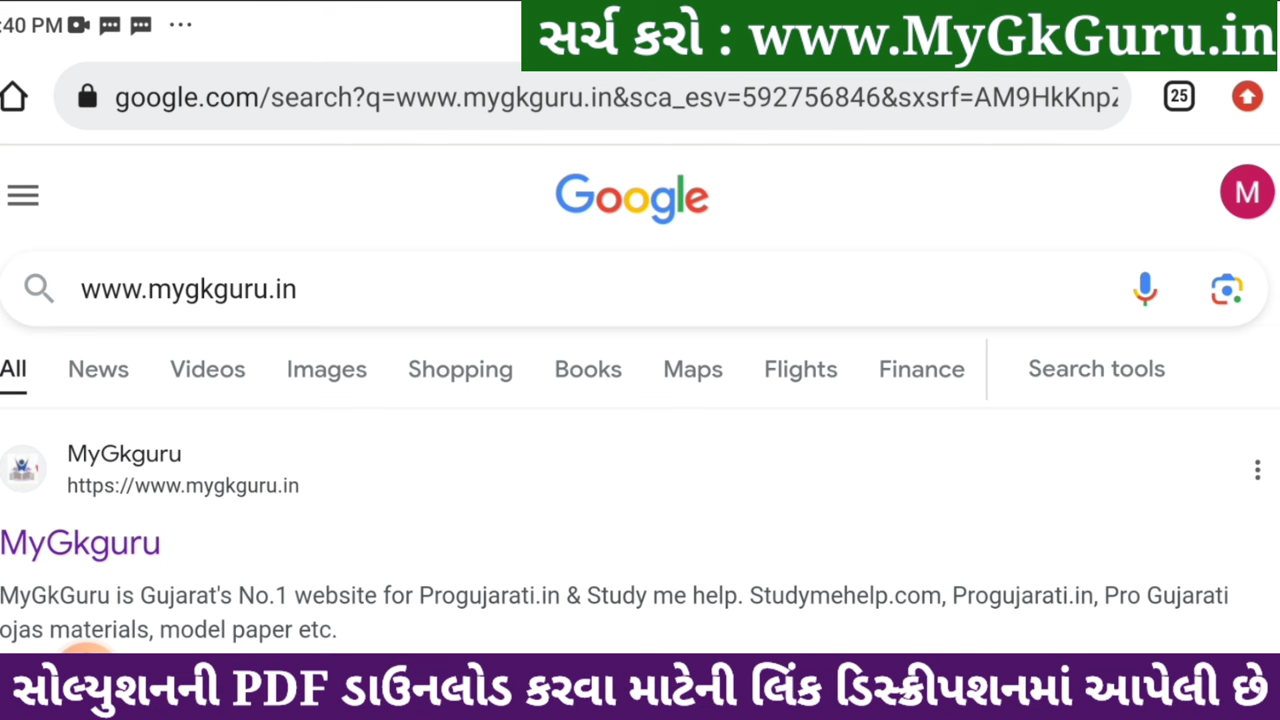 :40 PM
સર્ચ કરો : www.MyGkGuru.in
google.com/search?q=www.mygkguru.in&sca_esv=592756846&sxsrf=AM9HkKnpZ
25
Google
M
www.mygkguru.in
All News Videos Images Shopping Books Maps Flights Finance Search tools
MyGkguru
https://www.mygkguru.in
MyGkguru
MyGkGuru is Gujarat's No.1 website for Progujarati.in & Study me help. Studymehelp.com, Progujarati.in, Pro Gujarati
ojas materials, model paper etc.
સોલ્યુશનની PDF ડાઉનલોડ કરવા માટેની લિંક ડિસ્ક્રીપશનમાં આપેલી છે